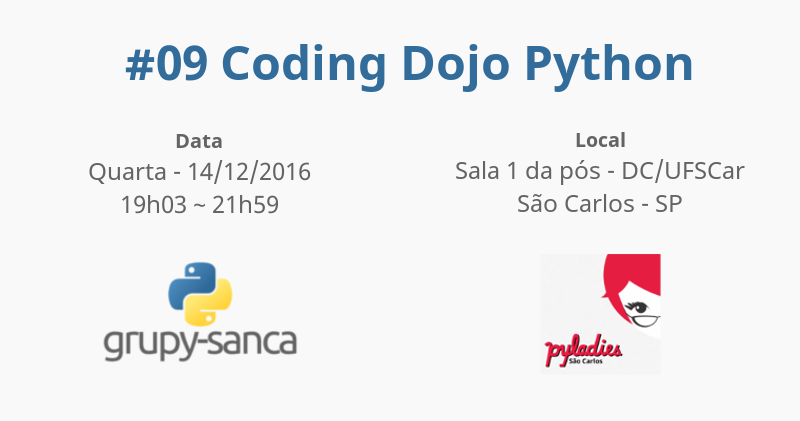 #09 Coding Dojo Python
Data
Quarta - 14/12/2016
19h03 ~ 21h59
Local
Sala 1 da pós - DC/UFSCar
São Carlos - SP
grupy-sanca
pyladies
São Carlos